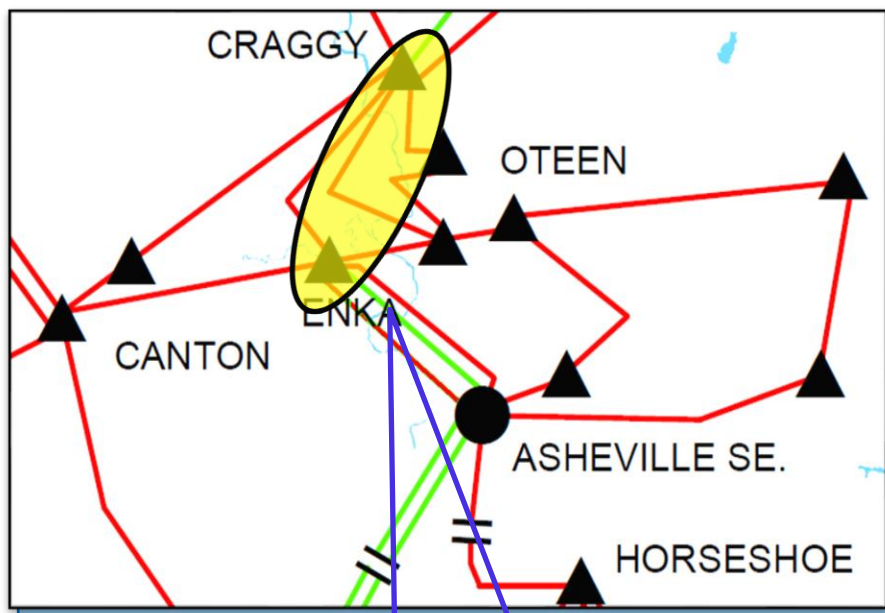 CRAGGY
OTEEN
ENKA
CANTON
ASHEVILLE SE.
HORSESHOE